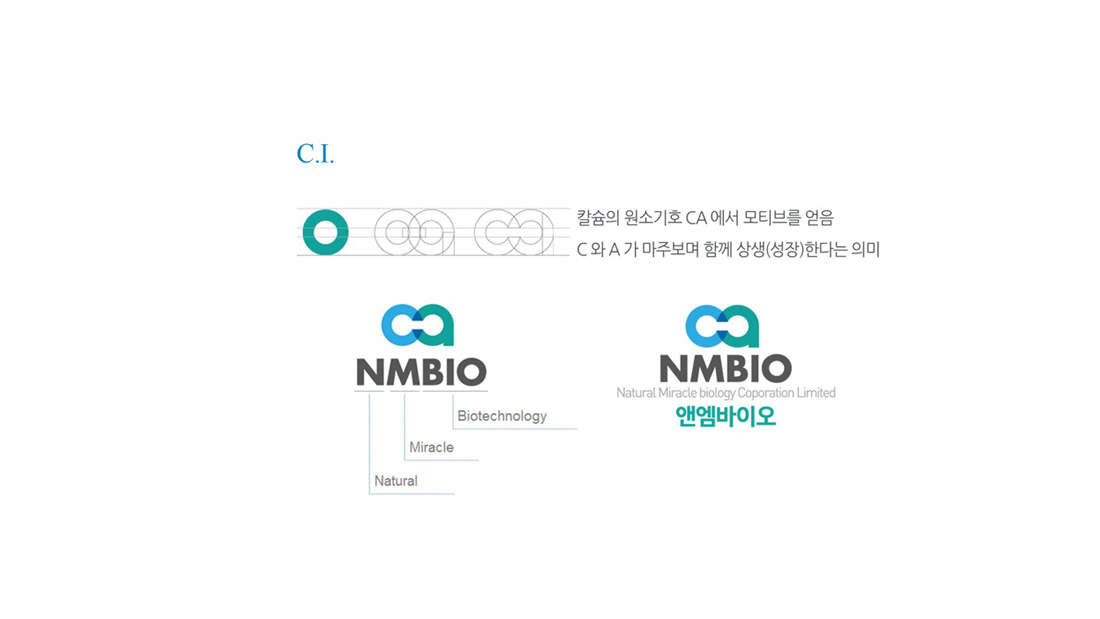 C.I.
칼슘의 원소기호 CA 에서 모티브를 얻음
C 와 A 가 마주보며 함께 상생(성장)한다는 의미
ca
NMBIO
Biotechnology
Miracle
Natural
ca
NMBIO
Natural Miracle biology Coporation Limited
앤엠바이오